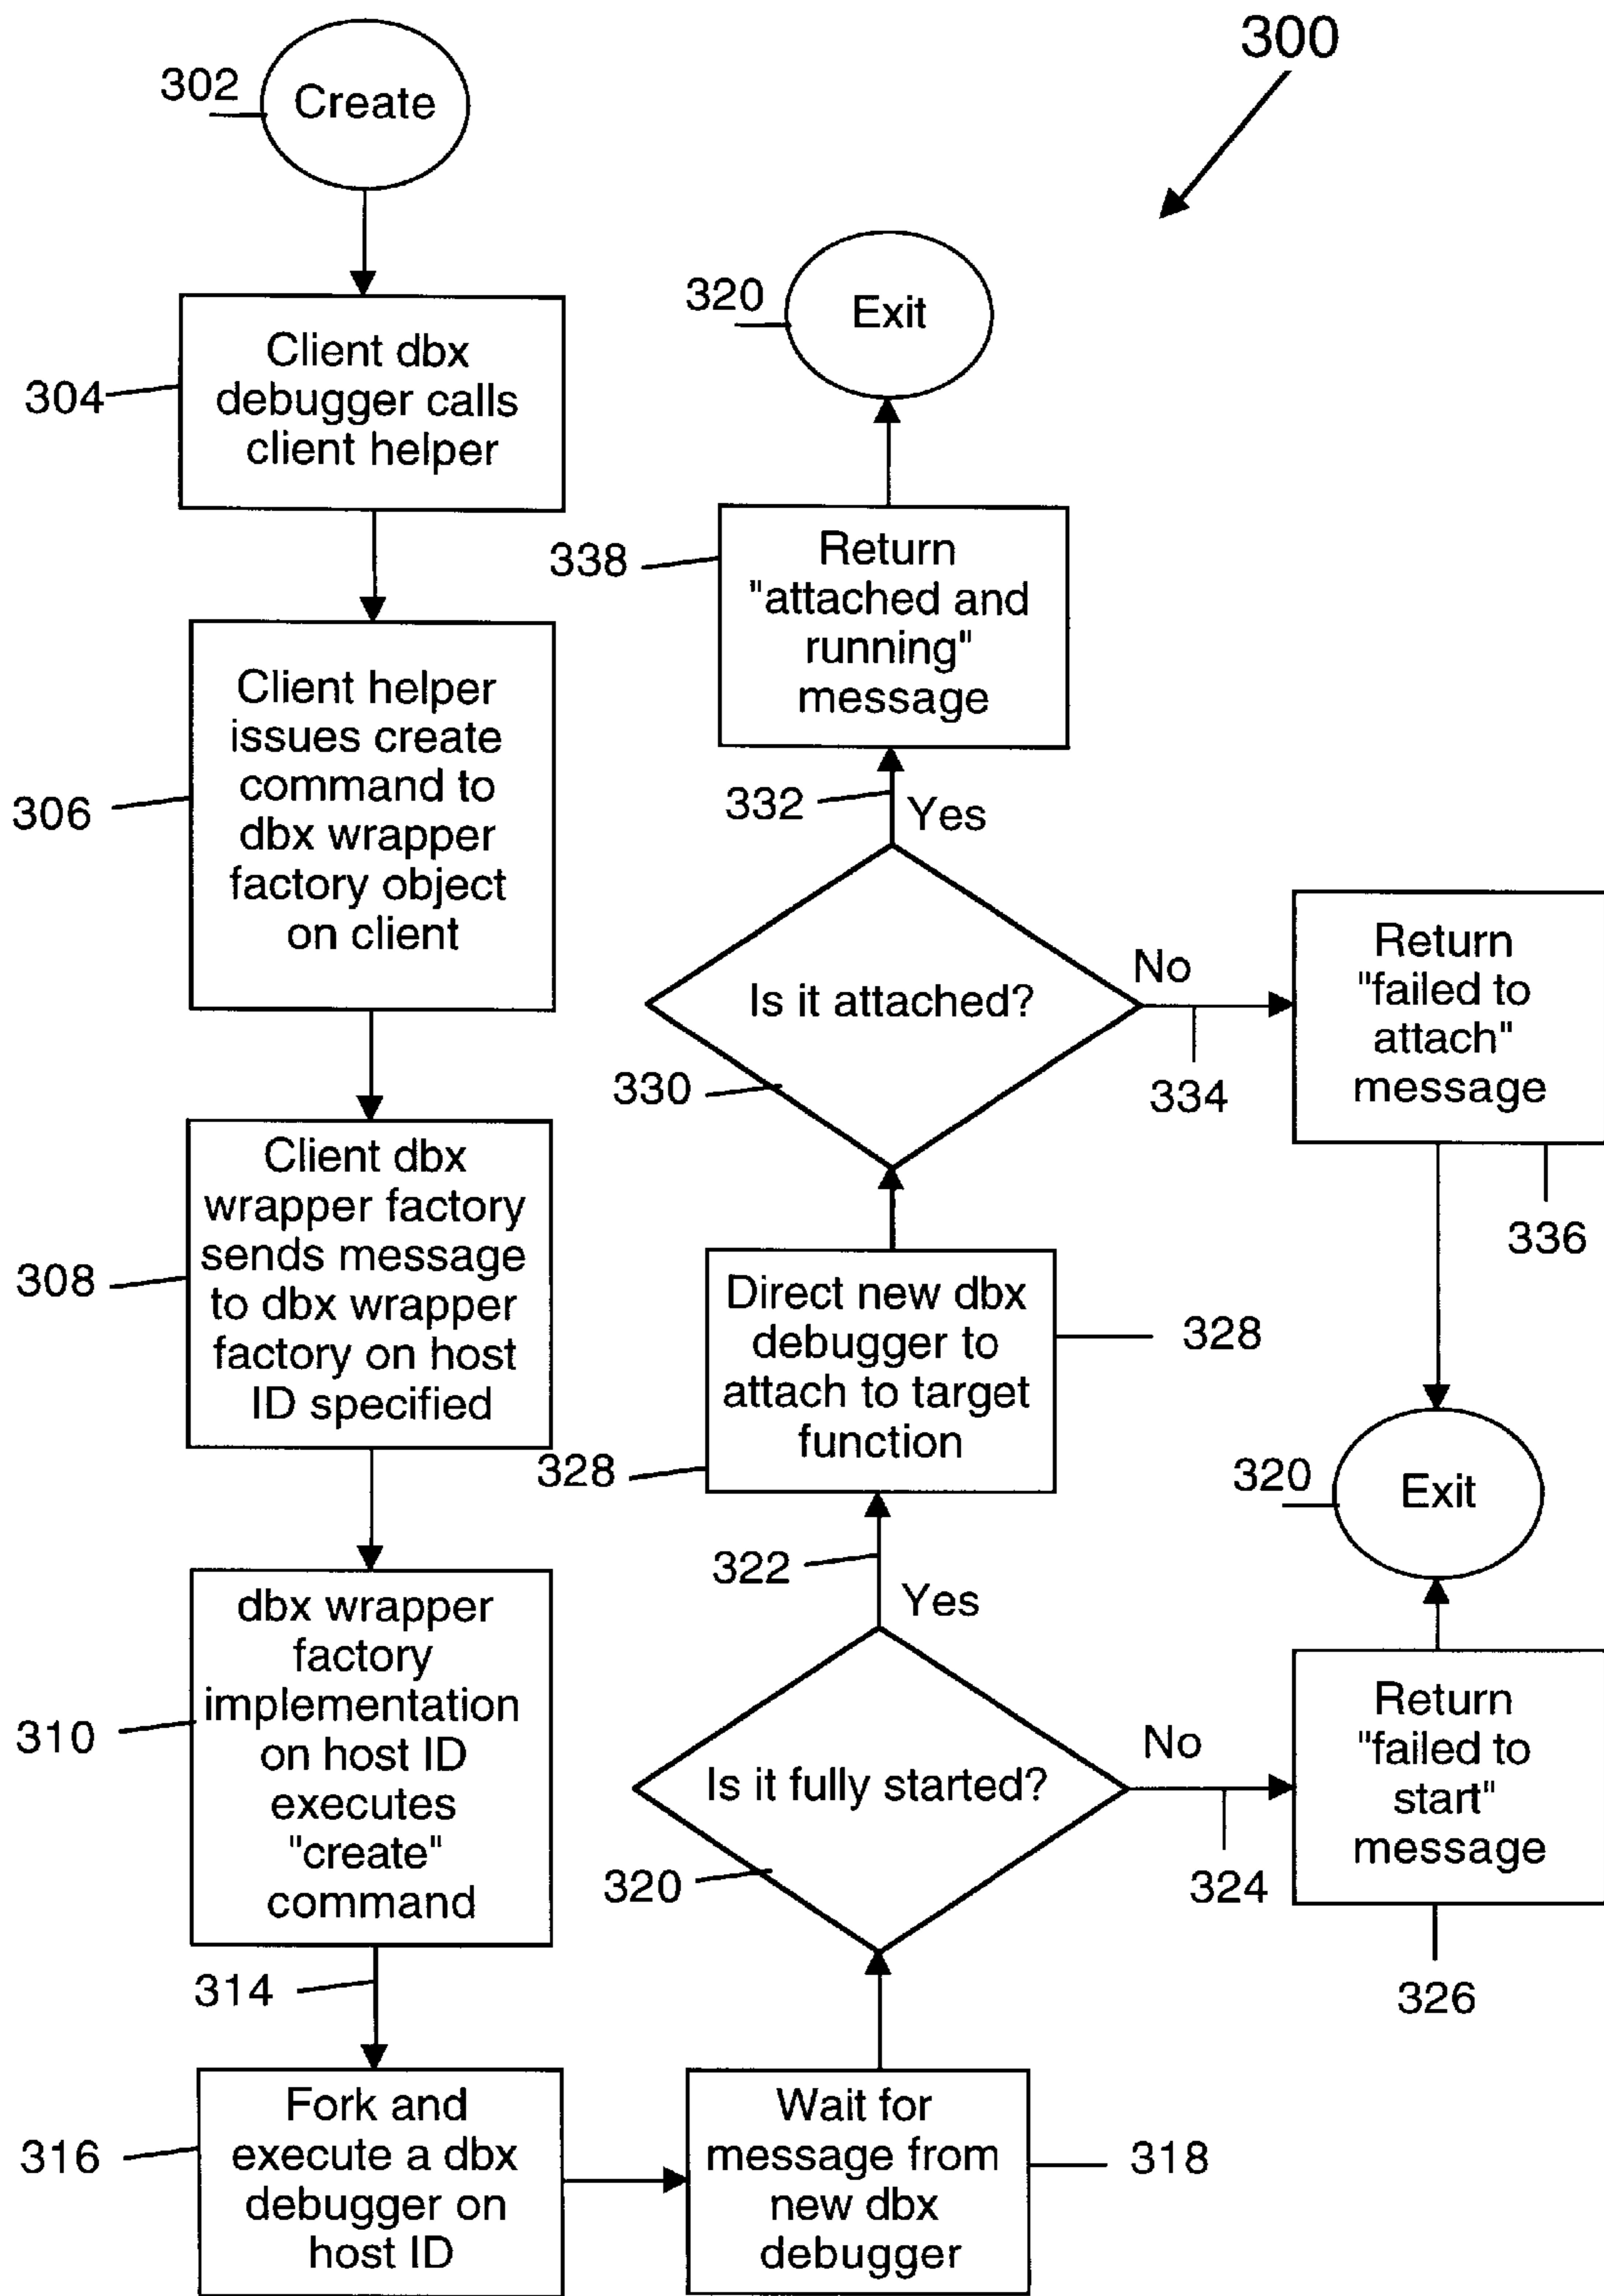 300
302
Create
304
Client dbx
debugger calls
client helper
306
Client helper
issues create
command to
dbx wrapper
factory object
on client
308
Client dbx
wrapper factory
sends message
to dbx wrapper
factory on host
ID specified
310
dbx wrapper
factory
implementation
on host ID
executes
"create"
command
314
316
Fork and
execute a dbx
debugger on
host ID
Wait for
message from
new dbx
debugger
318
Is it fully started?
320
Yes
322
No
324
Return
"failed to
start"
message
326
Direct new dbx
debugger to
attach to target
function
328
328
Is it attached?
330
Yes
332
No
334
Return
"failed to
attach"
message
336
320
Exit
338
Return
"attached and
running"
message
320
Exit